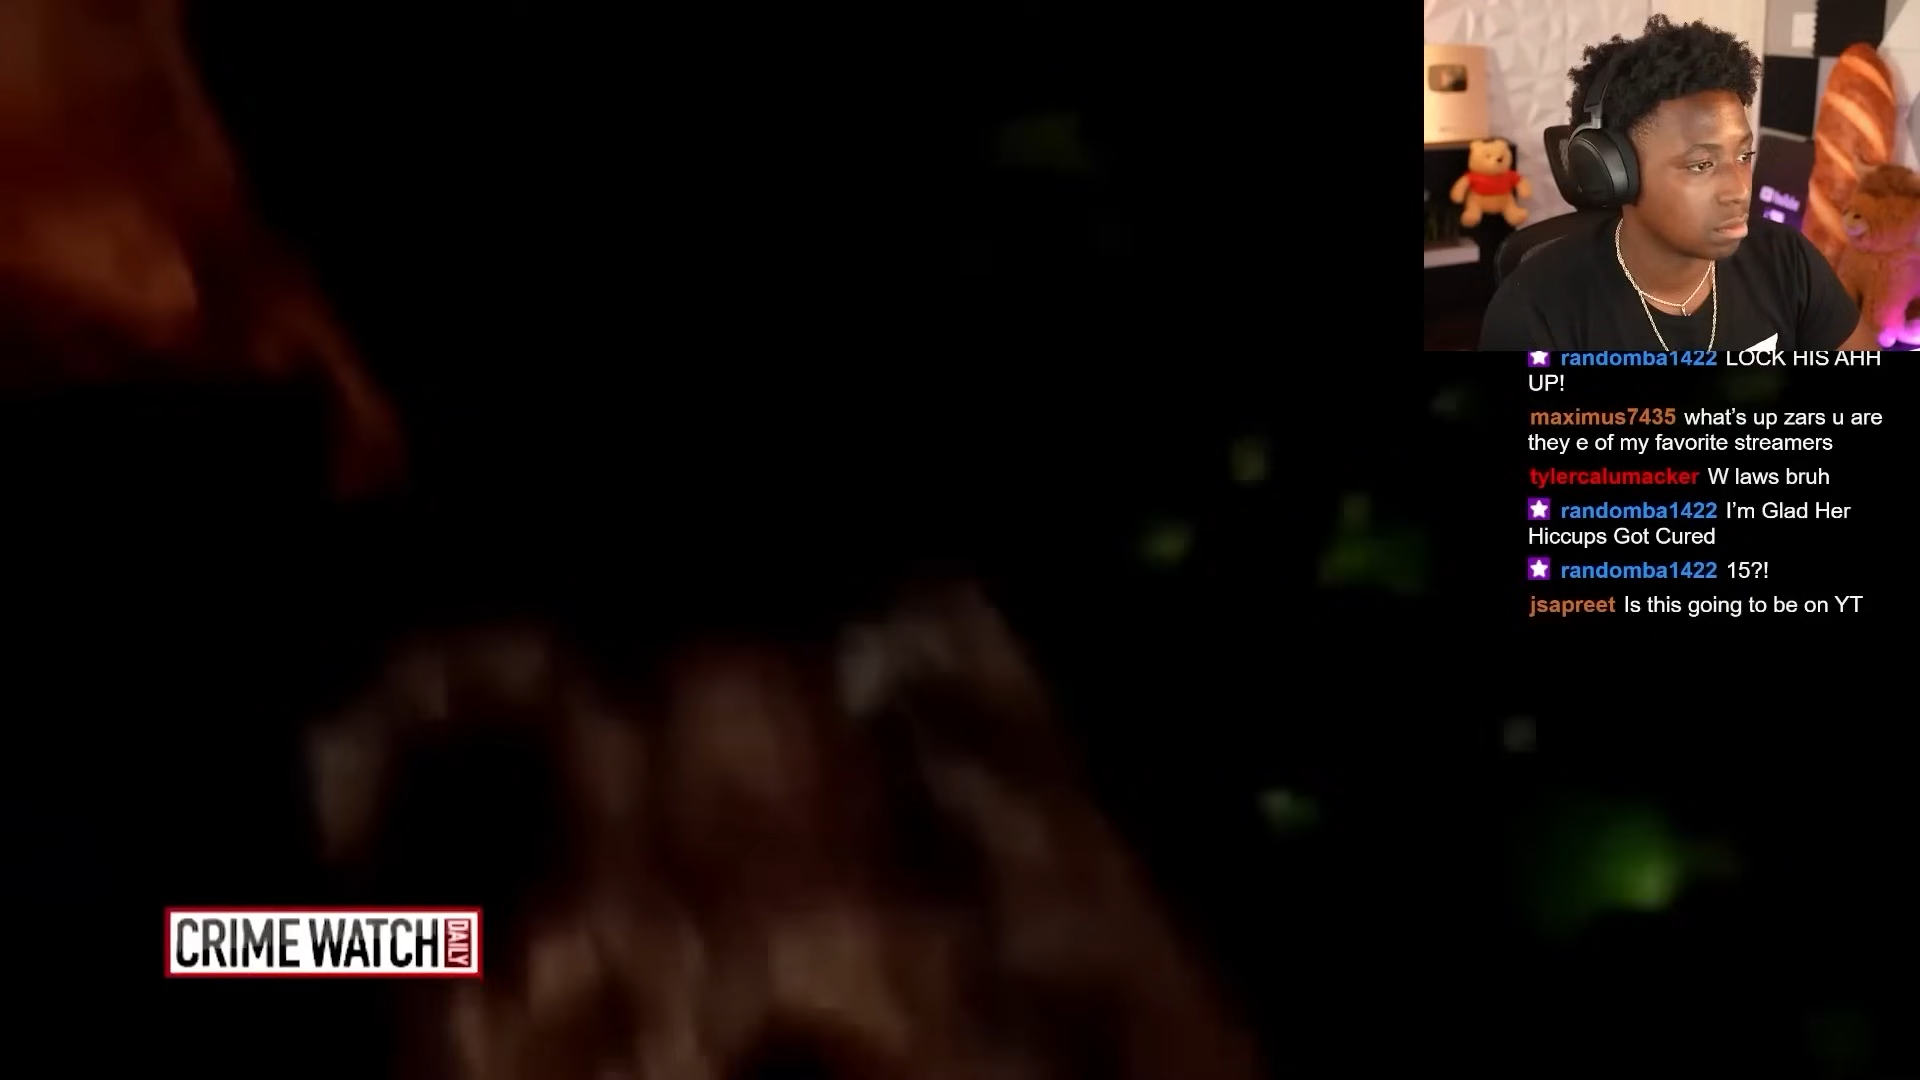 randomba1422 LOCK HIS AHH
UP!
maximus7435 what's up zars u are
they e of my favorite streamers
tylercalumacker W laws bruh
randomba1422 I'm Glad Her
Hiccups Got Cured
randomba1422 15?!
jsapreet Is this going to be on YT
CRIME WATCH DAILY